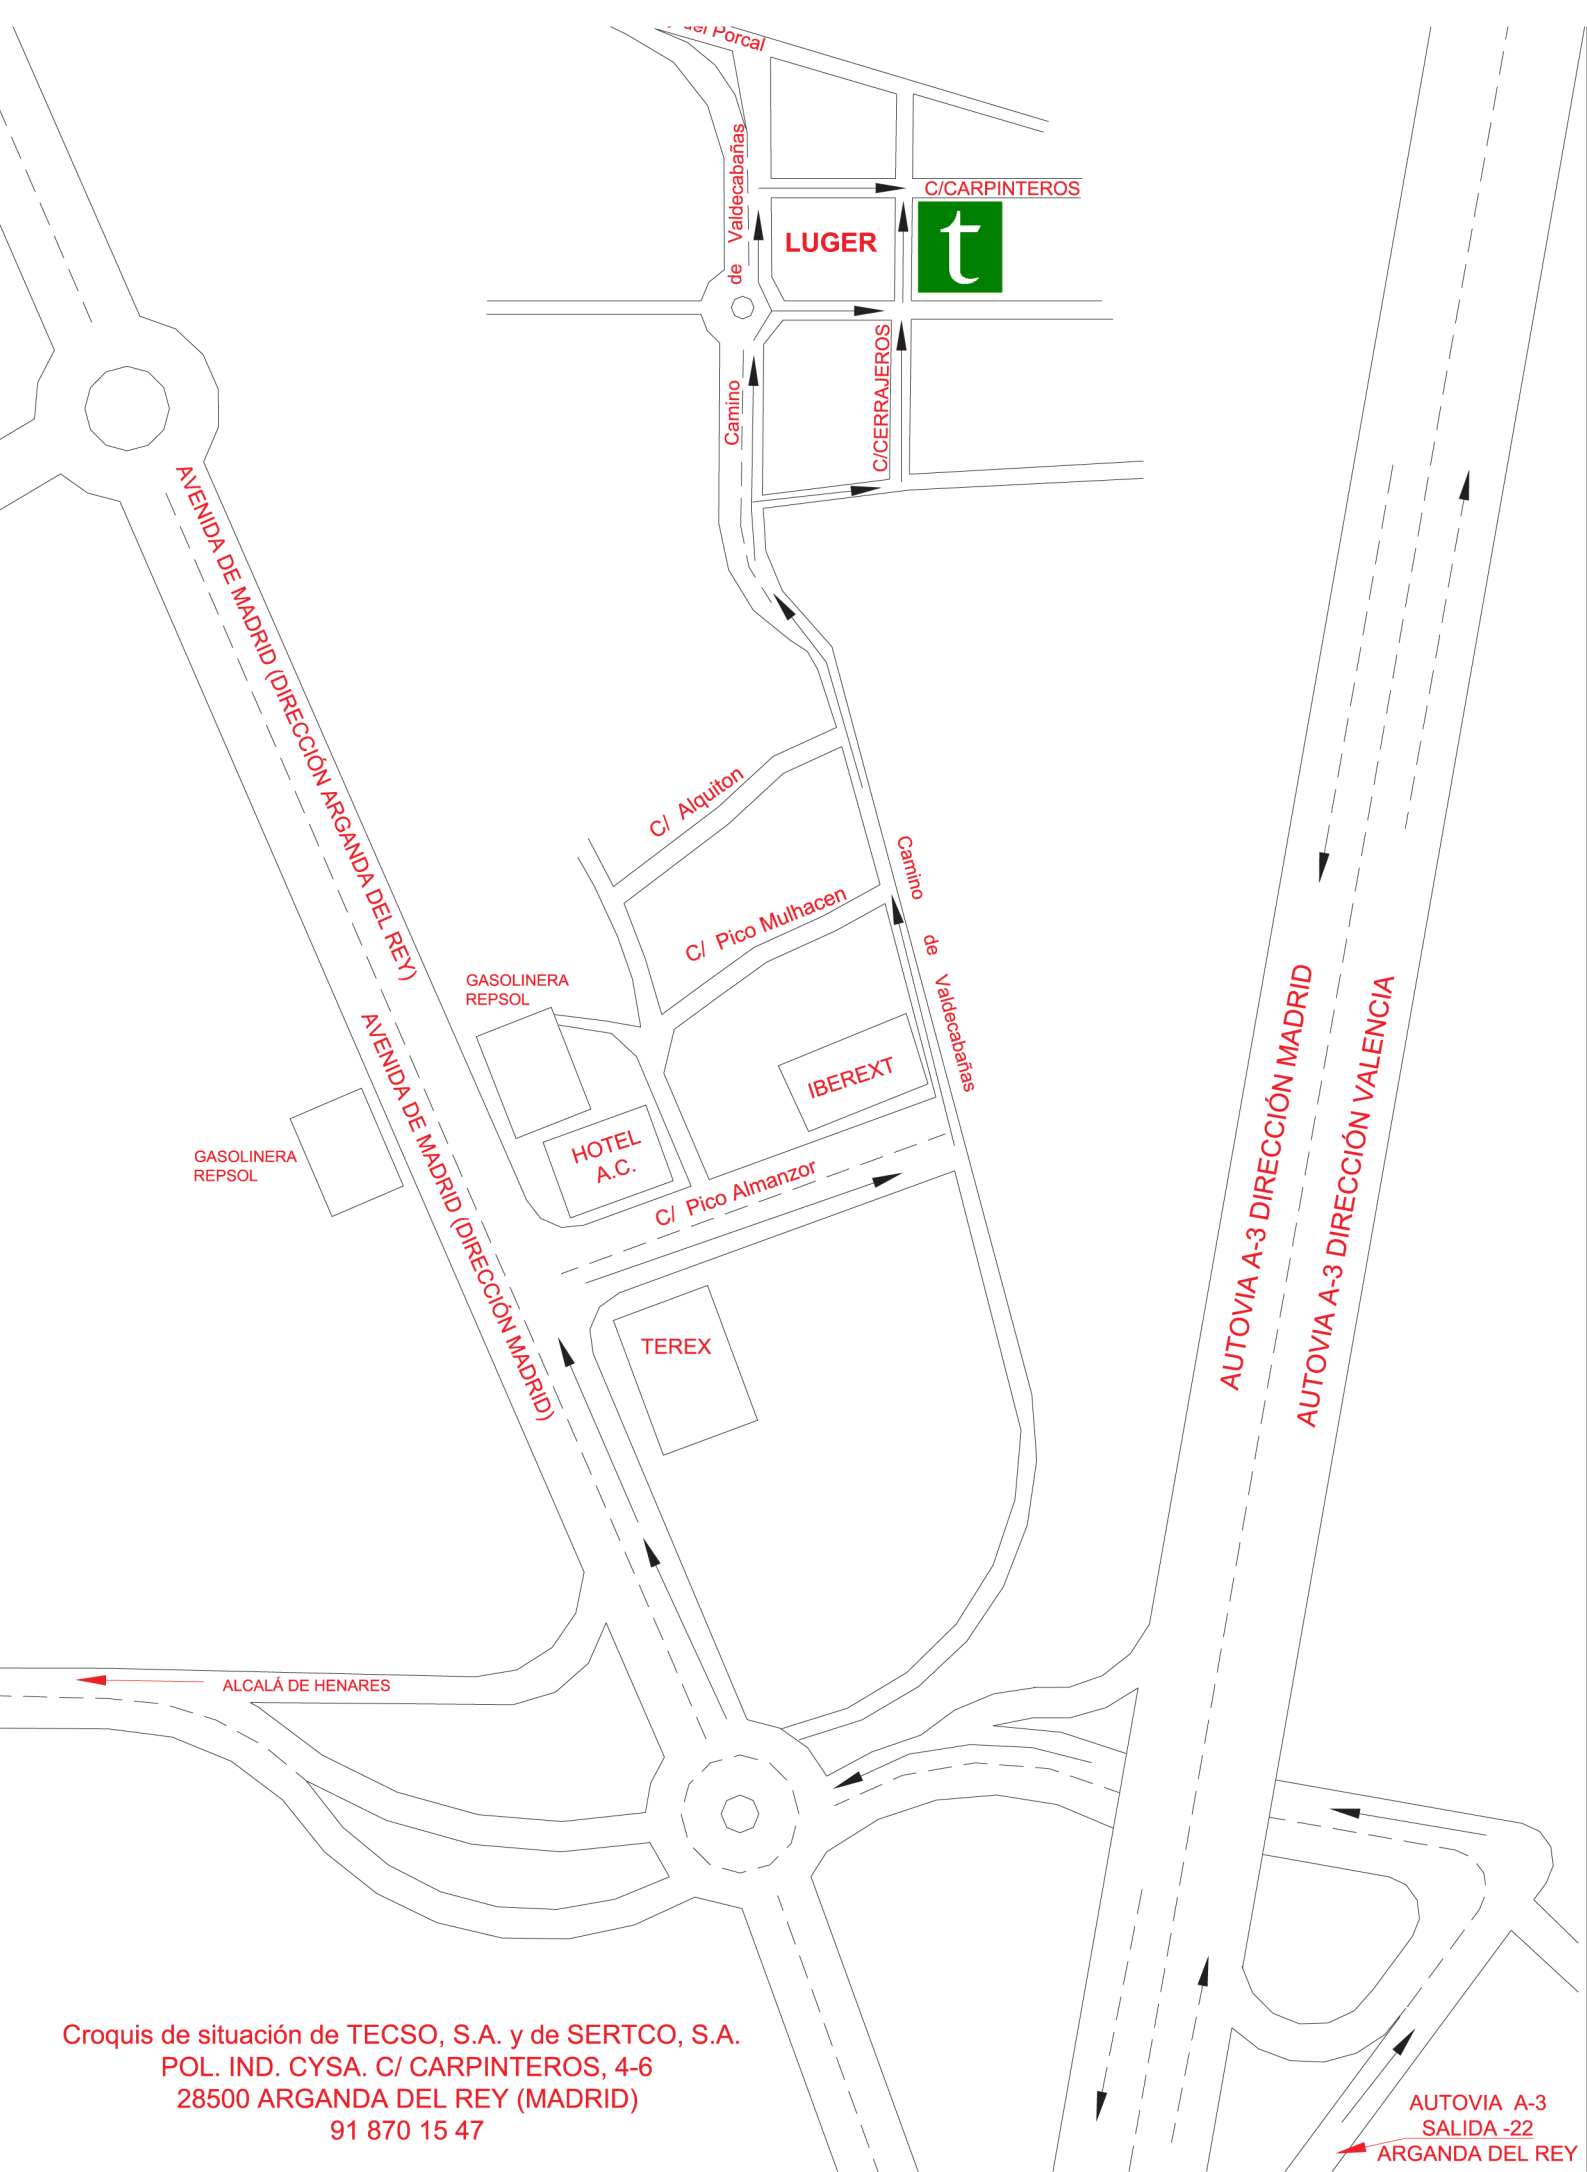 del Porcal
Camino de Valdecabañas
C/CARPINTEROS
LUGER
t
C/CERRAJEROS
AVENIDA DE MADRID (DIRECCIÓN ARGANDA DEL REY)
AVENIDA DE MADRID (DIRECCIÓN MADRID)
C/ Alquiton
C/ Pico Mulhacen
Camino de Valdecabañas
GASOLINERA
REPSOL
IBEREXT
GASOLINERA
REPSOL
HOTEL
A.C.
C/ Pico Almanzor
TEREX
AUTOVIA A-3 DIRECCIÓN MADRID
AUTOVIA A-3 DIRECCIÓN VALENCIA
ALCALÁ DE HENARES
Croquis de situación de TECSO, S.A. y de SERTCO, S.A.
POL. IND. CYSA. C/ CARPINTEROS, 4-6
28500 ARGANDA DEL REY (MADRID)
91 870 15 47
AUTOVIA A-3
SALIDA -22
ARGANDA DEL REY